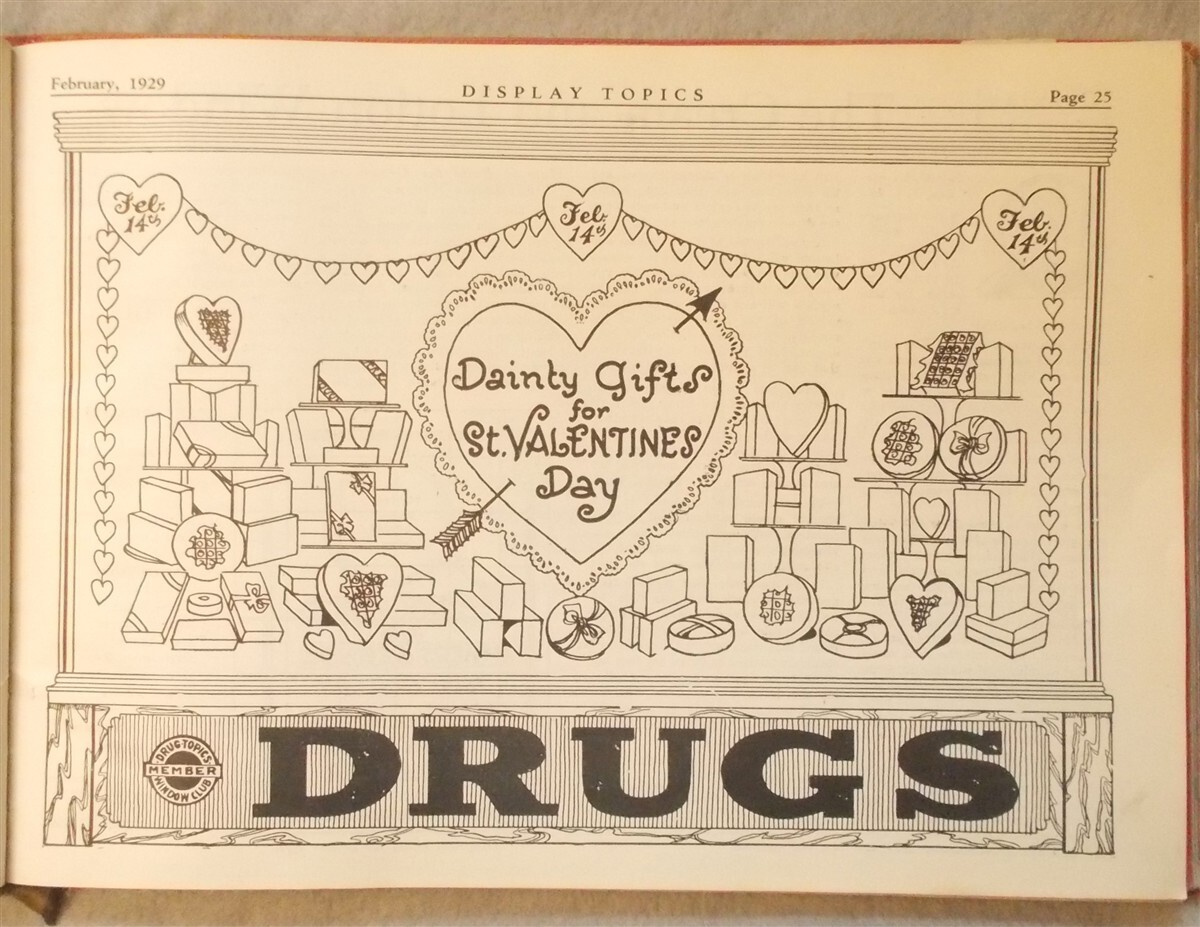 February, 1929
DISPLAY TOPICS
Page 25
Feb.
14th
Feb.
14th
Feb.
14th
Dainty Gifts
for
St. VALENTINES
Day
DRUG TOPICS
MEMBER
WINDOW CLUB
DRUGS